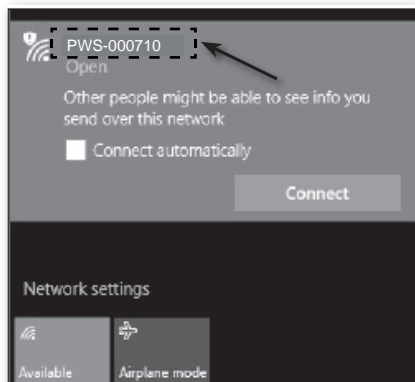 PWS-000710
Open
Other people might be able to see info you
send over this network
Connect automatically
Connect
Network settings
Available
Airplane mode